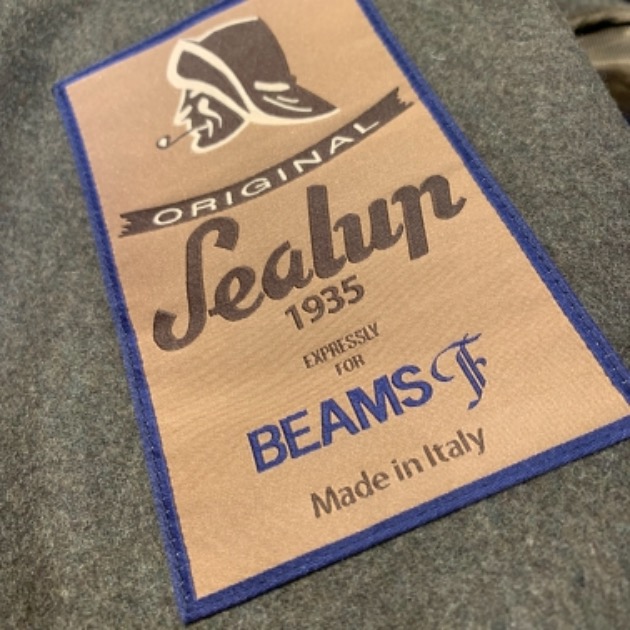 ORIGINAL
Sealup
1935
EXPRESSLY
FOR
BEAMS F
Made in Italy